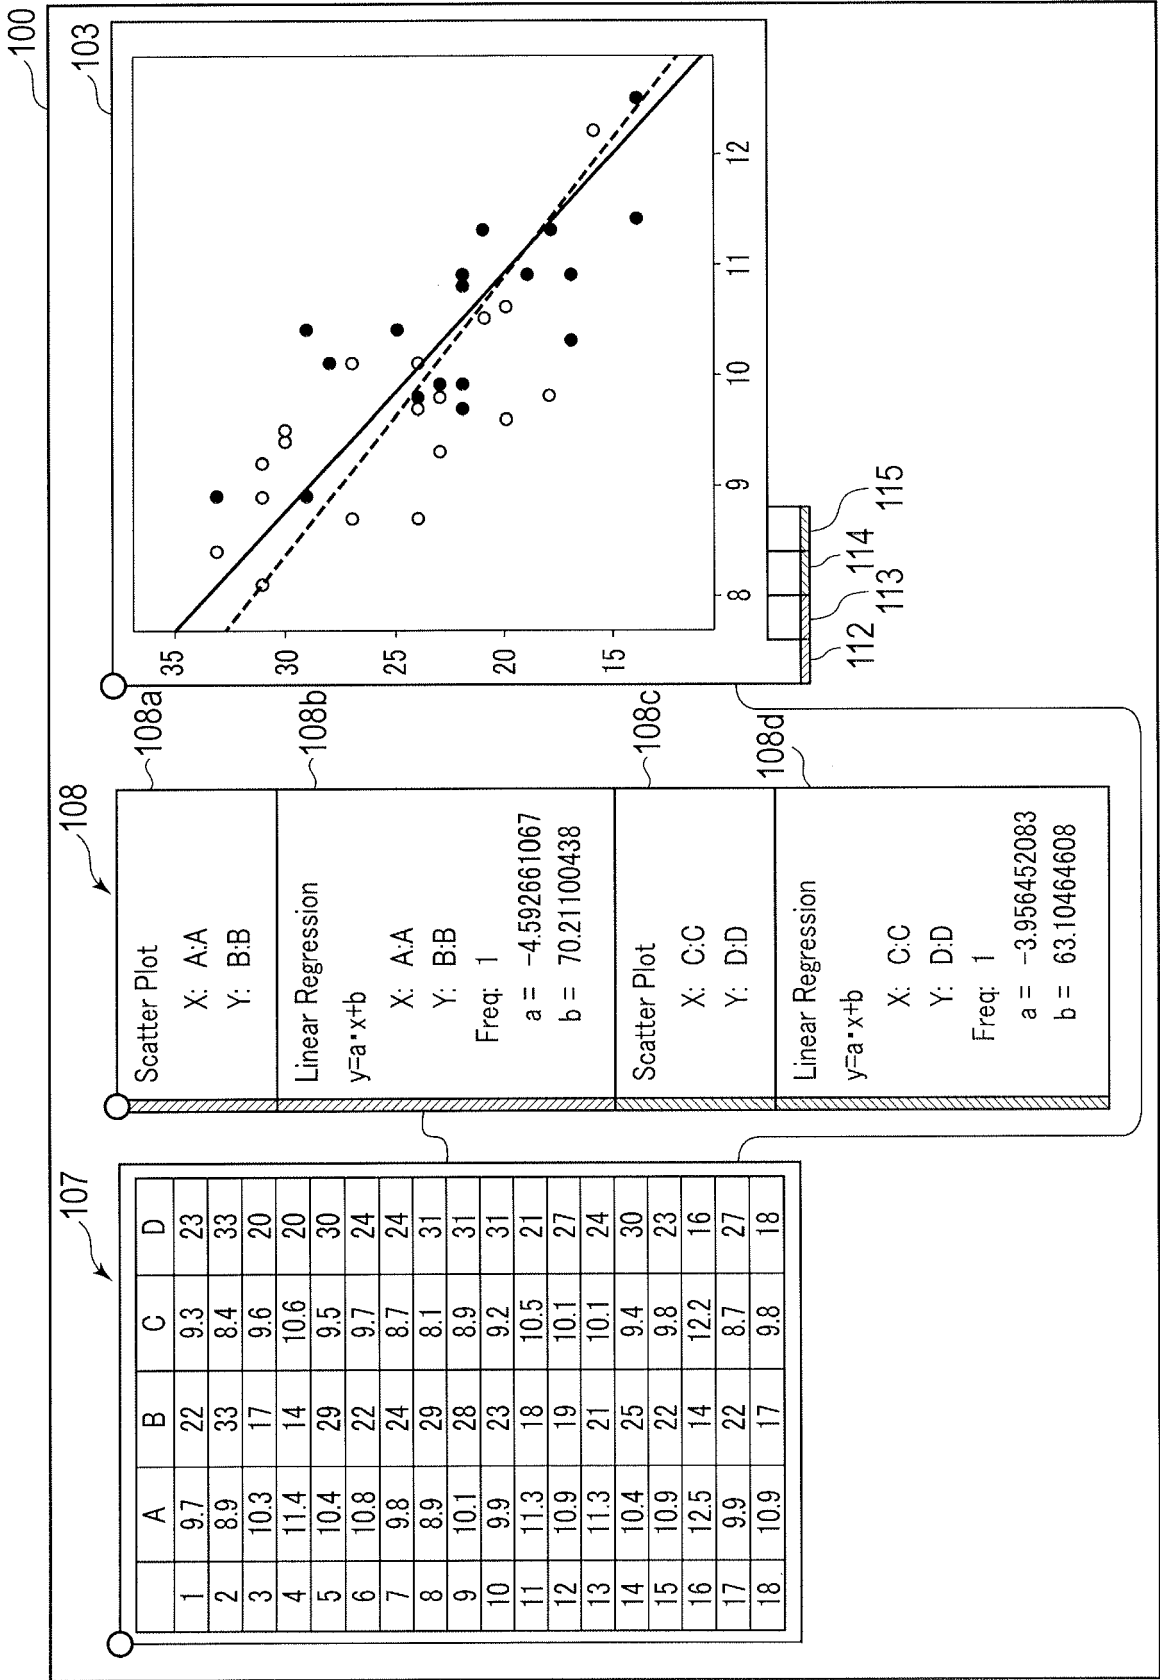 100
107
A B C D
1 9.7 22 9.3 23
2 8.9 33 8.4 33
3 10.3 17 9.6 20
4 11.4 14 10.6 20
5 10.4 29 9.5 30
6 10.8 22 9.7 24
7 9.8 24 8.7 24
8 8.9 29 8.1 31
9 10.1 28 8.9 31
10 9.9 23 9.2 31
11 11.3 18 10.5 21
12 10.9 19 10.1 27
13 11.3 21 10.1 24
14 10.4 25 9.4 30
15 10.9 22 9.8 23
16 12.5 14 12.2 16
17 9.9 22 8.7 27
18 10.9 17 9.8 18
108
108a
Scatter Plot
X: A:A
Y: B:B
108b
Linear Regression
y=a·x+b
X: A:A
Y: B:B
Freq: 1
a = -4.592661067
b = 70.21100438
108c
Scatter Plot
X: C:C
Y: D:D
108d
Linear Regression
y=a·x+b
X: C:C
Y: D:D
Freq: 1
a = -3.956452083
b = 63.10464608
103
35
30
25
20
15
8 9 10 11 12
112
113
114
115